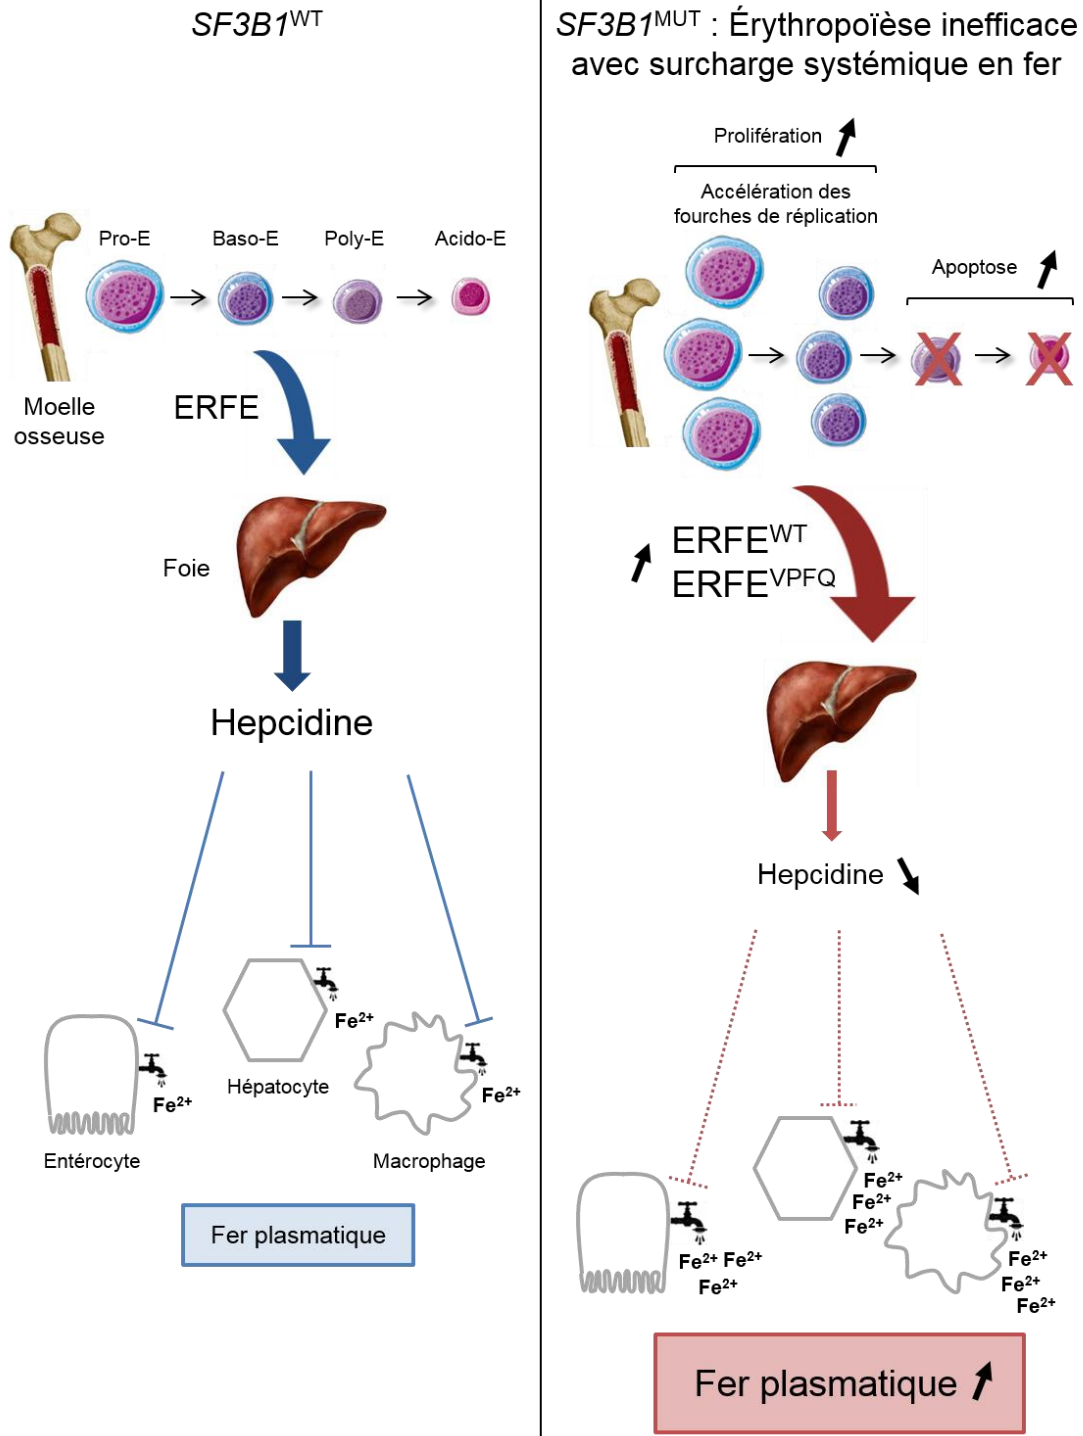 SF3B1WT
Pro-E
Baso-E
Poly-E
Acido-E
Moelle
osseuse
ERFE
Foie
Hepcidine
Fe2+
Hépatocyte
Fe2+
Fe2+
Entérocyte
Macrophage
Fer plasmatique
SF3B1MUT : Érythropoïèse inefficace
avec surcharge systémique en fer
Prolifération
Accélération des
fourches de réplication
Apoptose
ERFEWT
ERFEVPFQ
Hepcidine
Fe2+
Fe2+
Fe2+
Fe2+ Fe2+
Fe2+
Fe2+
Fe2+
Fe2+
Fer plasmatique